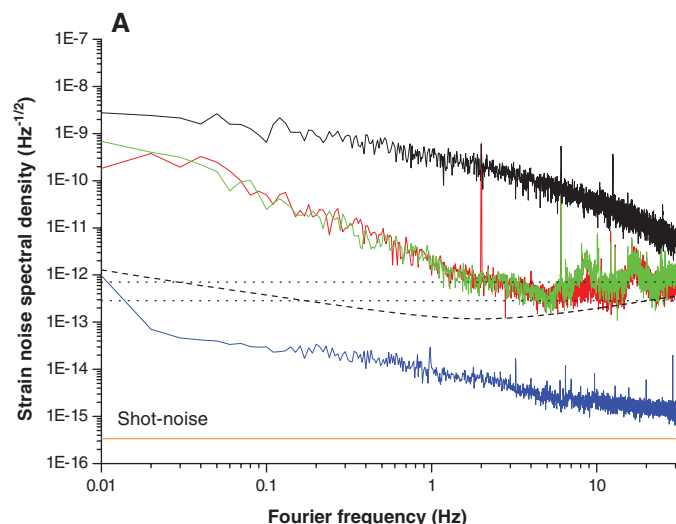 A
Strain noise spectral density (Hz-1/2)
1E-7
1E-8
1E-9
1E-10
1E-11
1E-12
1E-13
1E-14
1E-15
1E-16
Shot-noise
0.01 0.1 1 10
Fourier frequency (Hz)